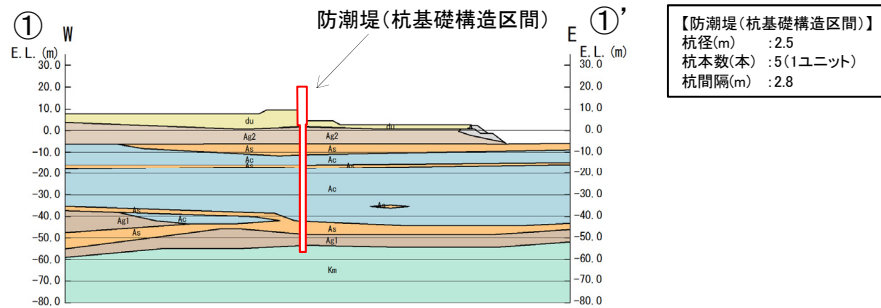 ① W
防潮堤(杭基礎構造区間)
E ①’
E. L. (m)
E. L. (m)
30.0
20.0
10.0
0.0
-10.0
-20.0
-30.0
-40.0
-50.0
-60.0
-70.0
-80.0
du
du
Ag2
Ag2
As
As
Ac
Ac
As
As
Ac
As
Ac
Ag1
As
As
Ag1
Km
30.0
20.0
10.0
0.0
-10.0
-20.0
-30.0
-40.0
-50.0
-60.0
-70.0
-80.0
【防潮堤(杭基礎構造区間)】
杭径(m) :2.5
杭本数(本) :5(1ユニット)
杭間隔(m) :2.8